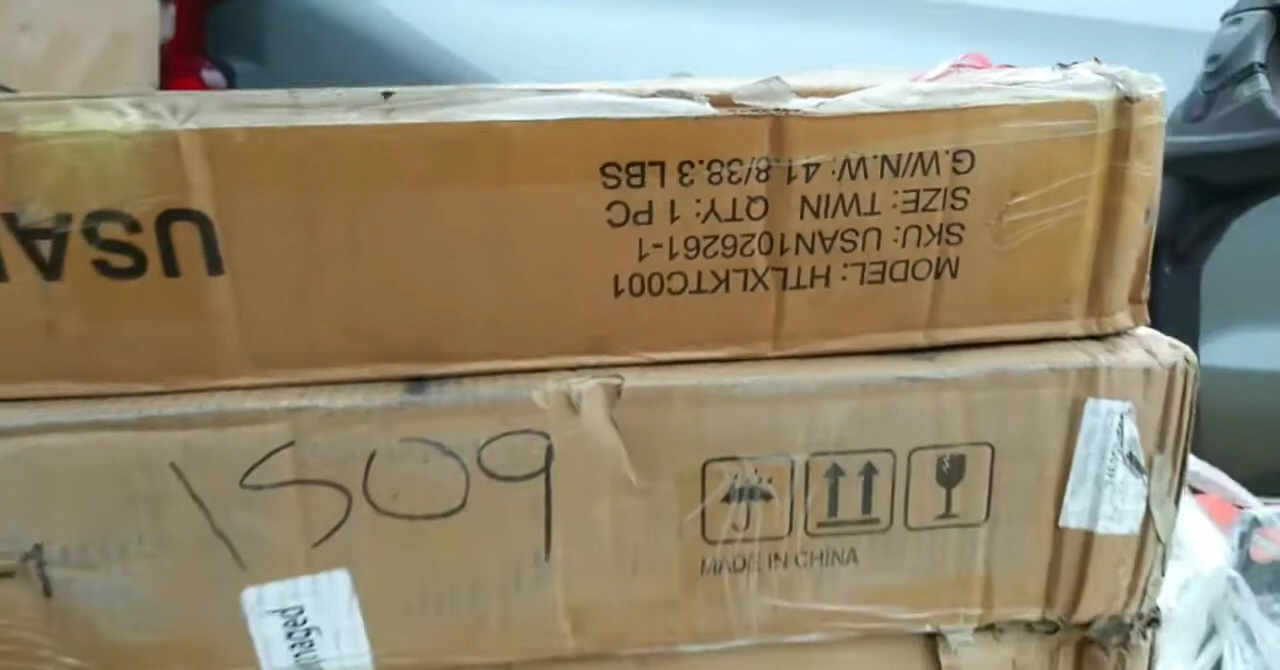 MODEL: HTLXLKTC001
SKU: USAN1026261-1
SIZE: TWIN QTY: 1 PC
G.W/N.W: 41.8/38.3 LBS
USA
1509
MADE IN CHINA